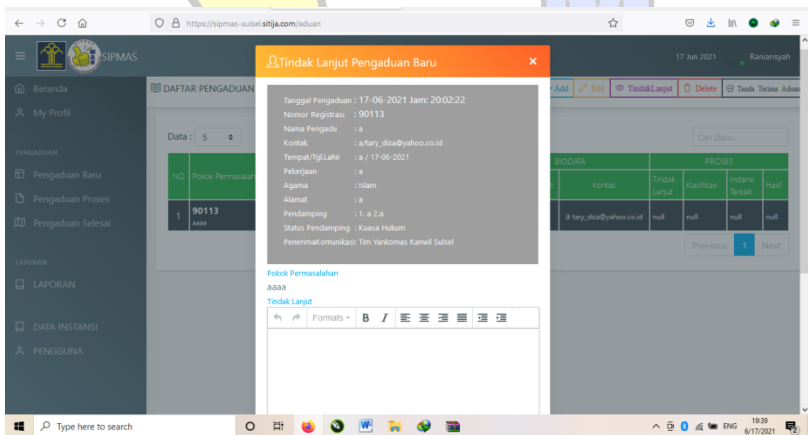 https://sipmas-sulsel.sitija.com/aduan
SIPMAS
17 Jun 2021
Raniansyah
Beranda
My Profil
PENGADUAN
Pengaduan Baru
Pengaduan Proses
Pengaduan Selesai
LAPORAN
LAPORAN
DATA INSTANSI
PENGGUNA
DAFTAR PENGADUAN
Add Edit TindakLanjut Delete Tanda Terima Aduan
Data : 5
Cari Data...
NO Pokok Permasalahan
BIODATA PROSES
Kontak Tindak Lanjut Klasifikasi Instansi Terkait Hasil
1 90113
aaaa
a tary_diza@yahoo.co.id null null null null
Previous 1 Next
Tindak Lanjut Pengaduan Baru ×
Tanggal Pengaduan : 17-06-2021 Jam: 20:02:22
Nomor Registrasi : 90113
Nama Pengadu : a
Kontak : a/tary_diza@yahoo.co.id
Tempat/Tgl.Lahir : a / 17-06-2021
Pekerjaan : a
Agama : Islam
Alamat : a
Pendamping : 1. a 2.a
Status Pendamping : Kuasa Hukum
PenerimaKomunikasi: Tim Yankomas Kanwil Sulsel
Pokok Permasalahan
aaaa
Tindak Lanjut
Formats B I
Type here to search
ENG
19:39
6/17/2021